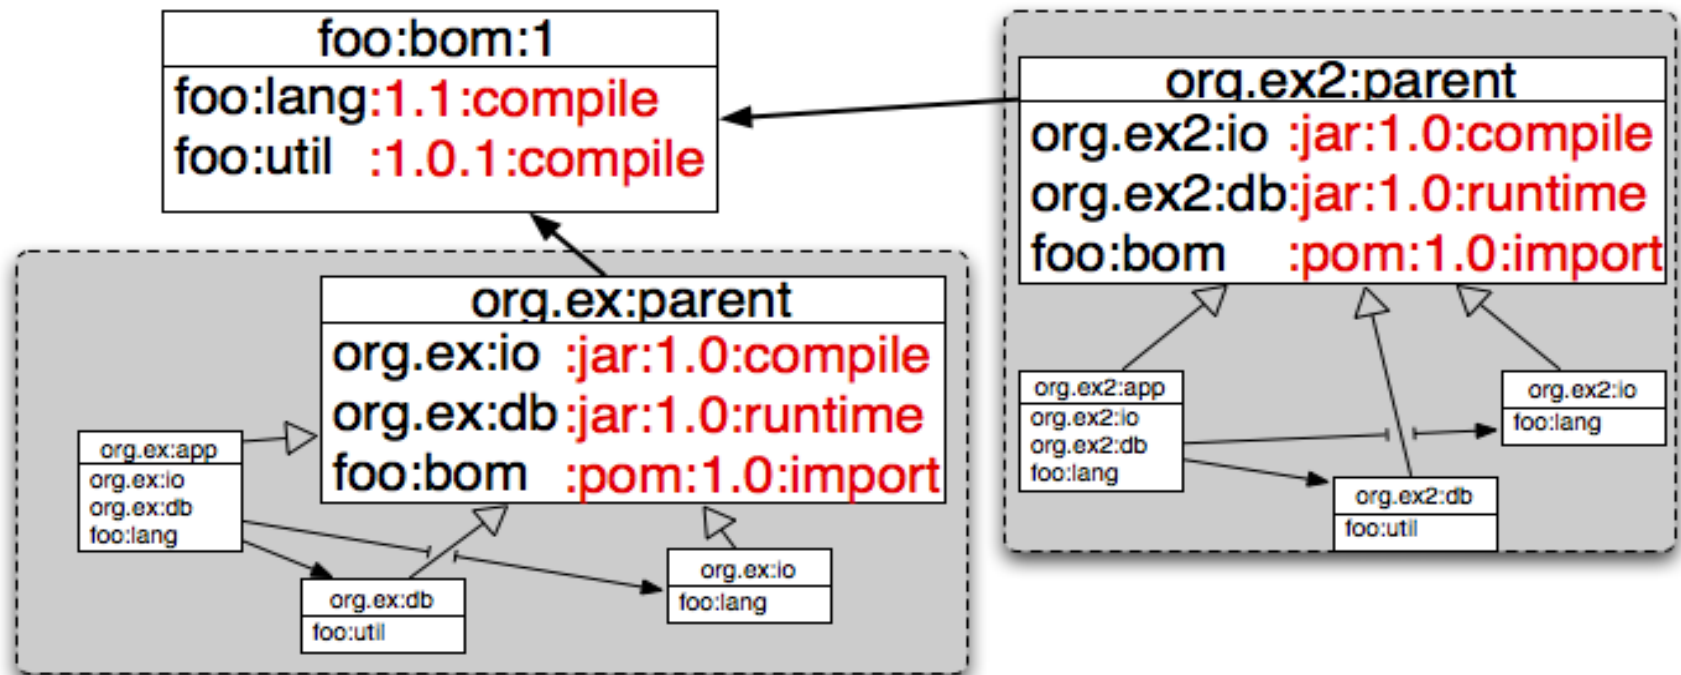 foo:bom:1
foo:lang:1.1:compile
foo:util :1.0.1:compile
org.ex2:parent
org.ex2:io :jar:1.0:compile
org.ex2:db:jar:1.0:runtime
foo:bom :pom:1.0:import
org.ex2:app
org.ex2:io
org.ex2:db
foo:lang
org.ex2:io
foo:lang
org.ex2:db
foo:util
org.ex:parent
org.ex:io :jar:1.0:compile
org.ex:db:jar:1.0:runtime
foo:bom :pom:1.0:import
org.ex:app
org.ex:io
org.ex:db
foo:lang
org.ex:db
foo:util
org.ex:io
foo:lang